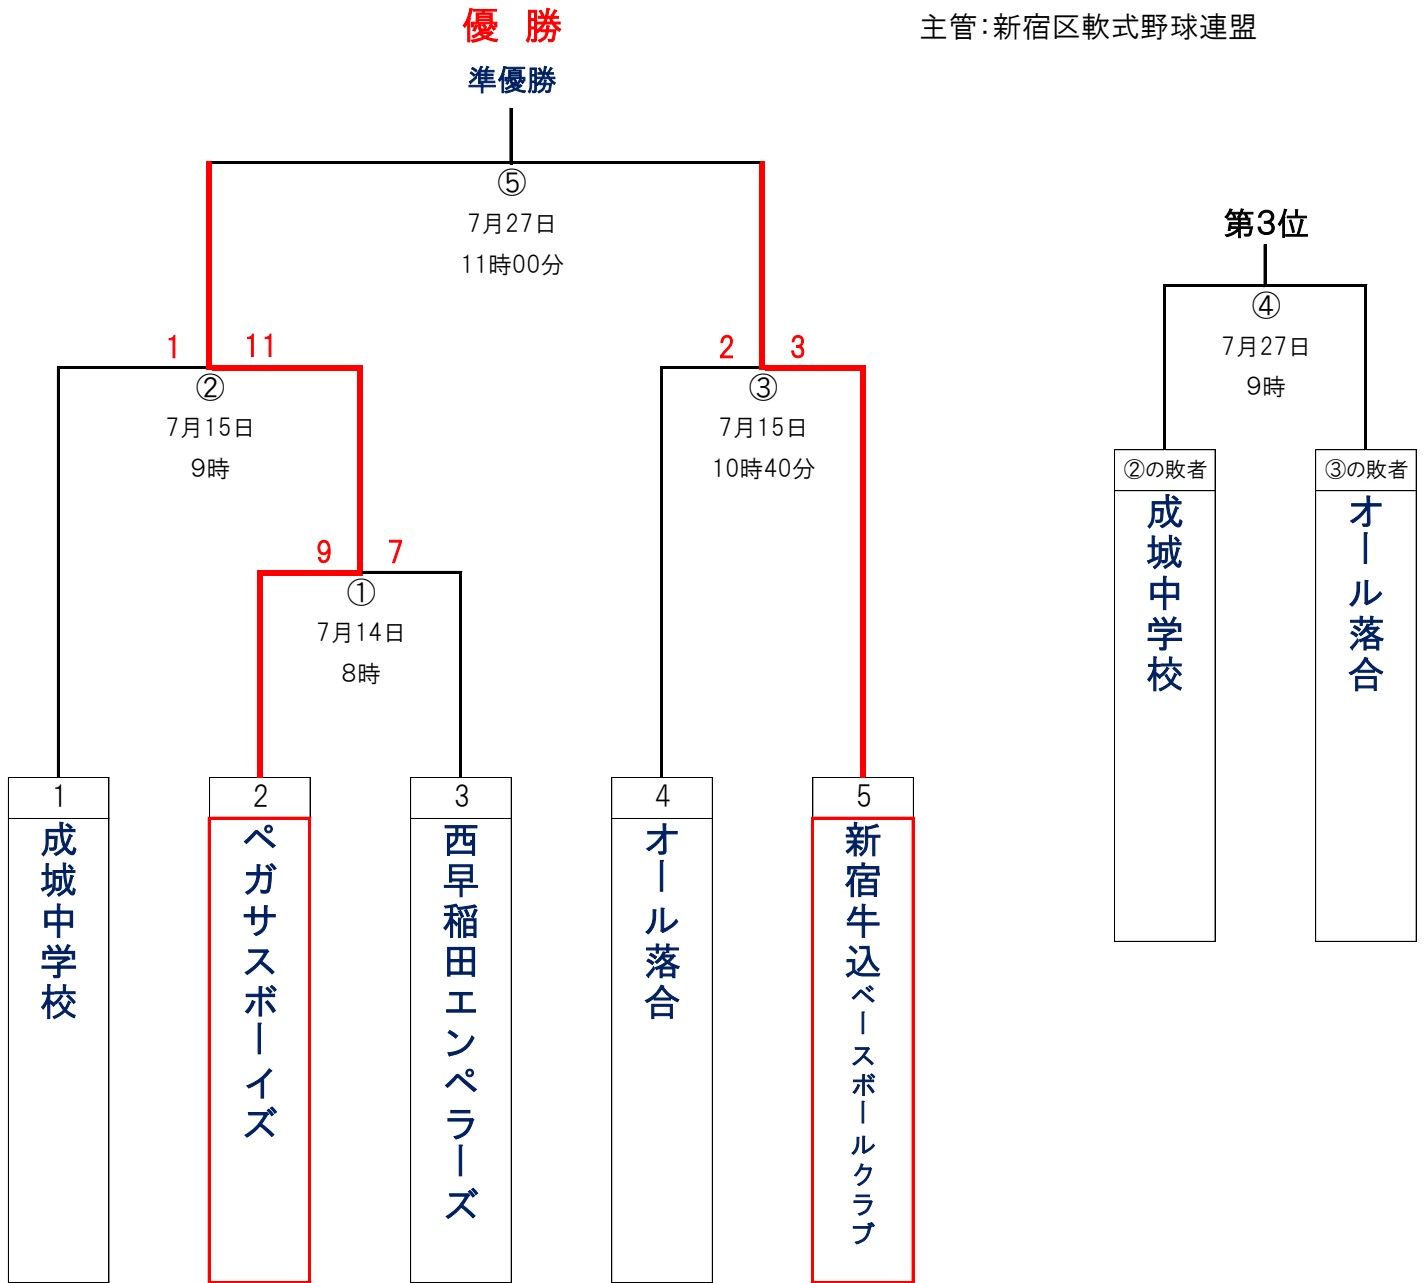 優 勝
主管:新宿区軟式野球連盟
準優勝
⑤
7月27日
11時00分
1 11
②
7月15日
9時
2 3
③
7月15日
10時40分
9 7
①
7月14日
8時
1
成城中学校
2
ペガサスボーイズ
3
西早稲田エンペラーズ
4
オール落合
5
新宿牛込ベースボールクラブ
第3位
④
7月27日
9時
②の敗者
成城中学校
③の敗者
オール落合